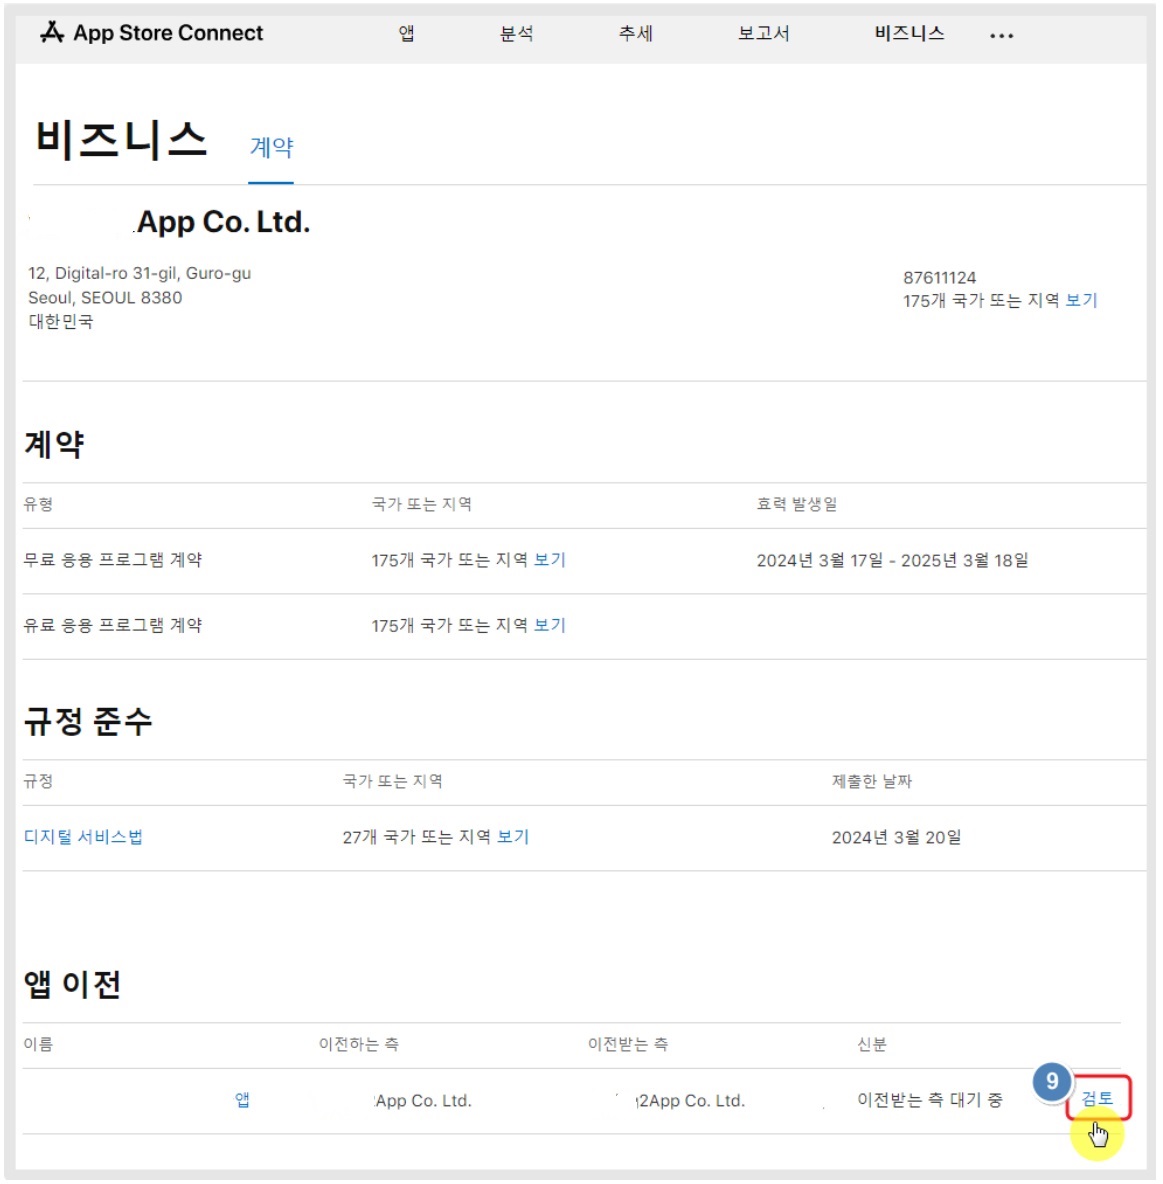 App Store Connect 앱 분석 추세 보고서 비즈니스 •••
비즈니스 계약
App Co. Ltd.
12, Digital-ro 31-gil, Guro-gu
Seoul, SEOUL 8380
대한민국
87611124
175개 국가 또는 지역 보기
계약
유형 국가 또는 지역 효력 발생일
무료 응용 프로그램 계약 175개 국가 또는 지역 보기 2024년 3월 17일 - 2025년 3월 18일
유료 응용 프로그램 계약 175개 국가 또는 지역 보기
규정 준수
규정 국가 또는 지역 제출한 날짜
디지털 서비스법 27개 국가 또는 지역 보기 2024년 3월 20일
앱 이전
이름 이전하는 측 이전받는 측 신분
앱 App Co. Ltd. 2App Co. Ltd. 이전받는 측 대기 중 9 검토